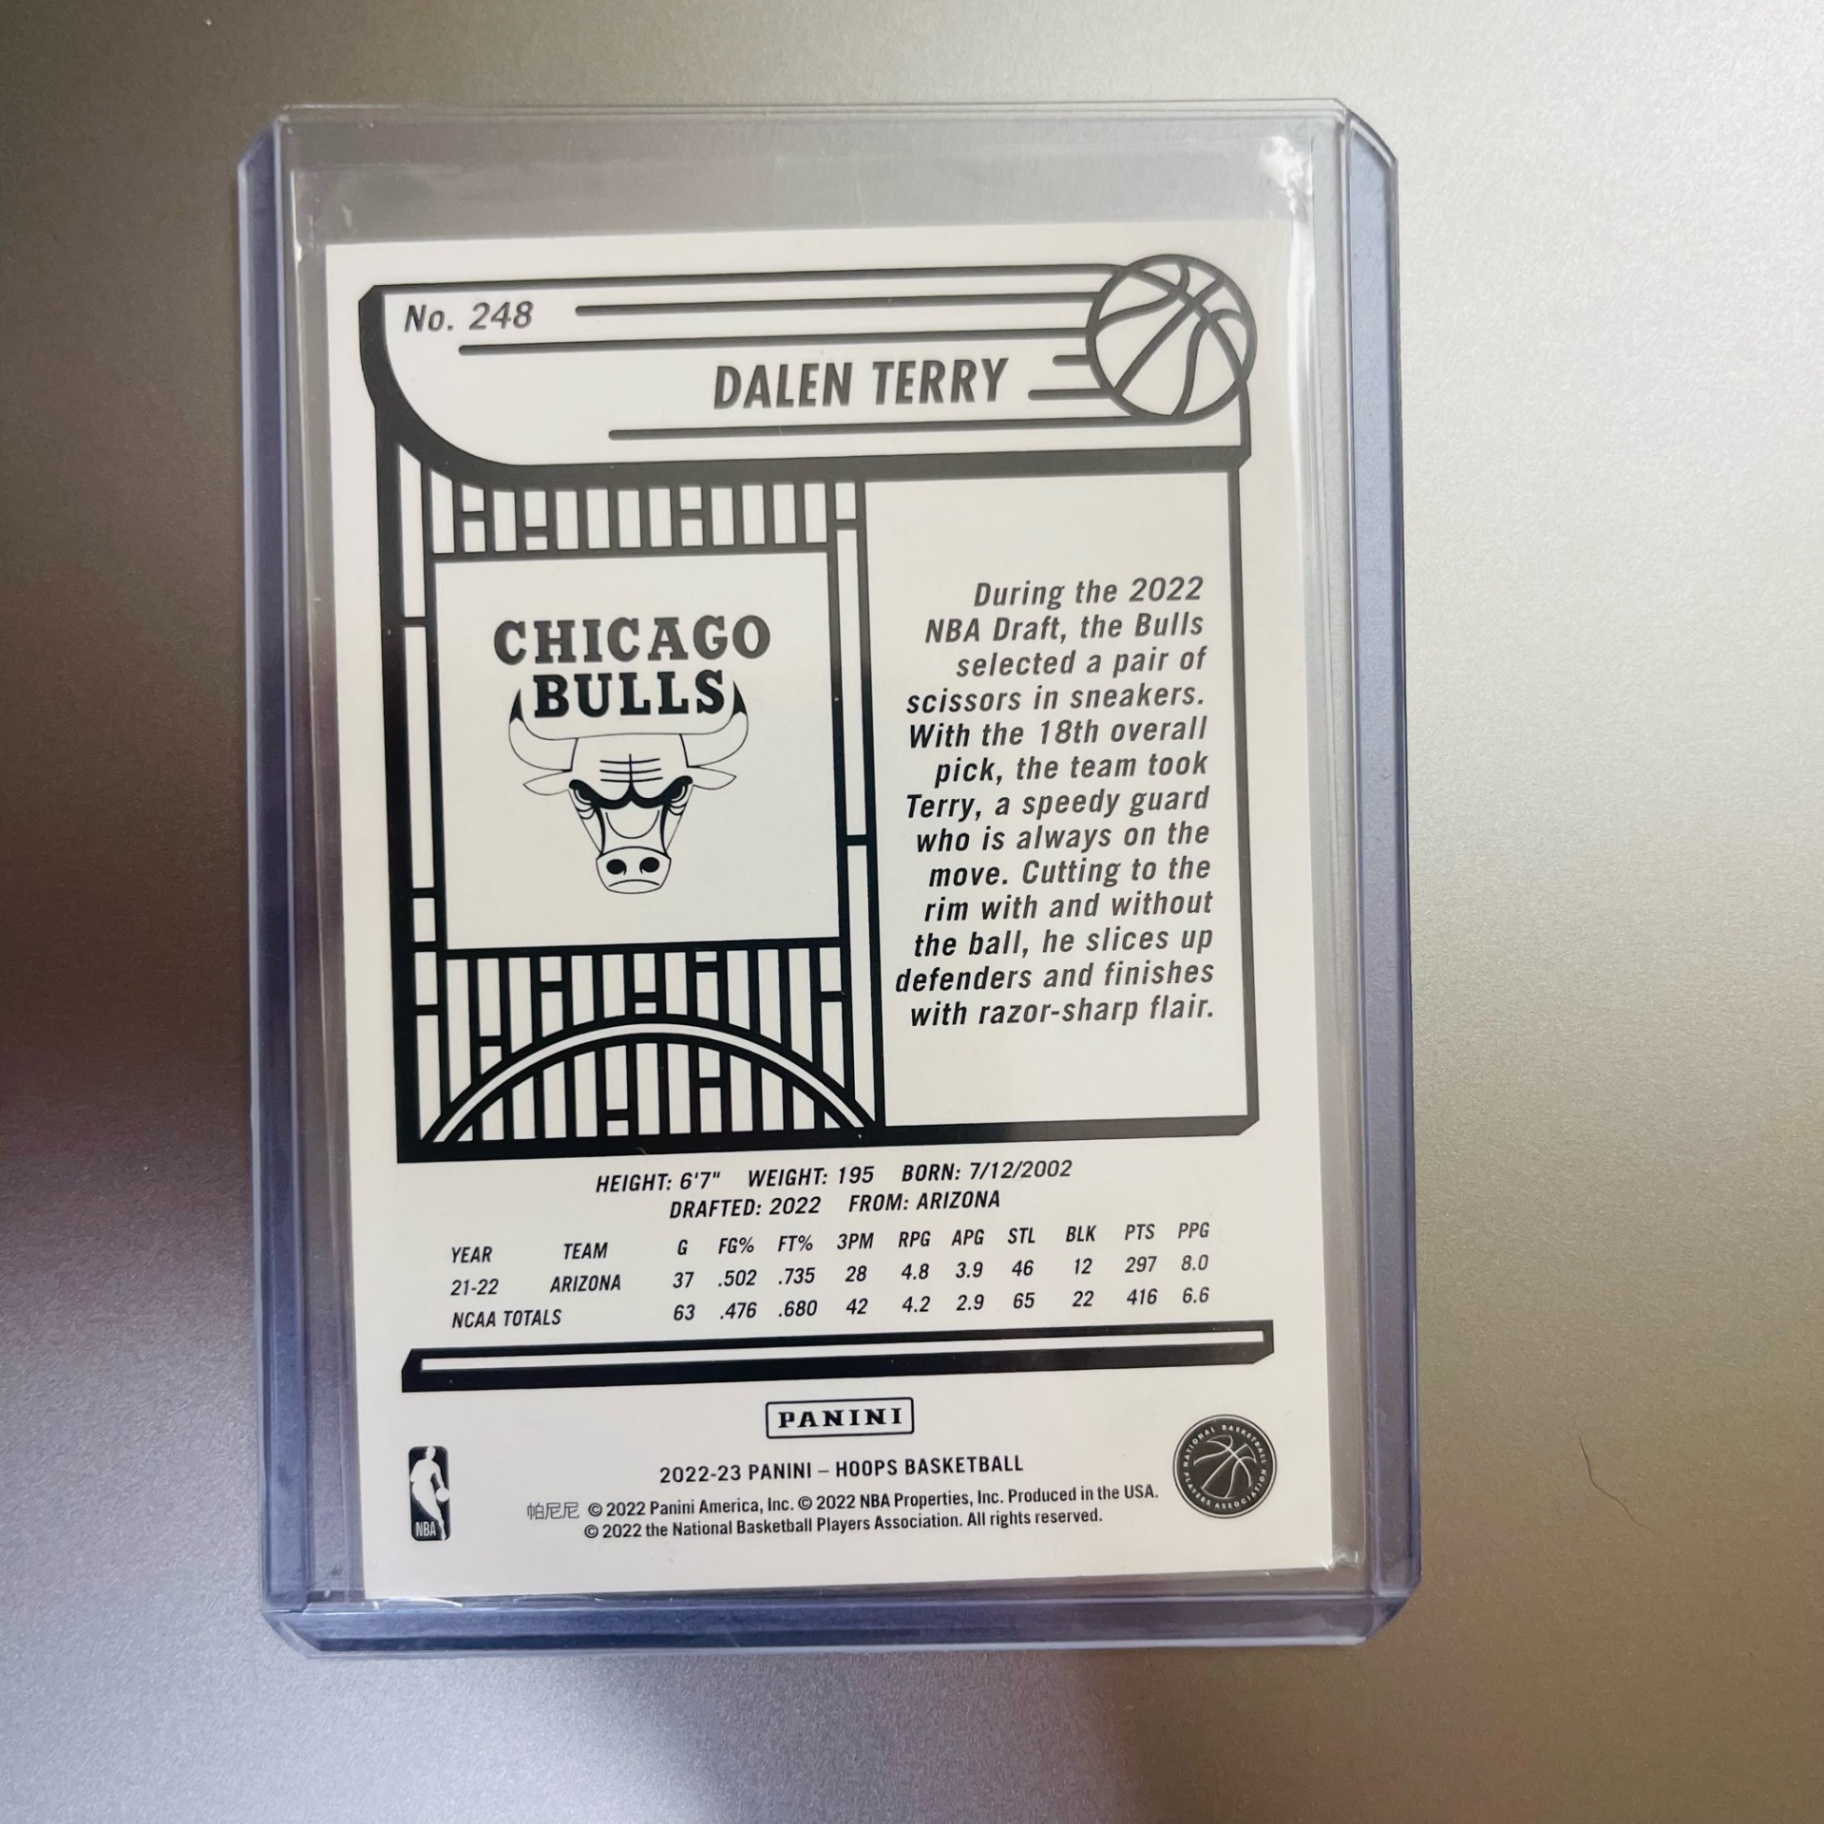 No. 248
DALEN TERRY
CHICAGO
BULLS
During the 2022
NBA Draft, the Bulls
selected a pair of
scissors in sneakers.
With the 18th overall
pick, the team took
Terry, a speedy guard
who is always on the
move. Cutting to the
rim with and without
the ball, he slices up
defenders and finishes
with razor-sharp flair.
HEIGHT: 6'7" WEIGHT: 195 BORN: 7/12/2002
DRAFTED: 2022 FROM: ARIZONA
YEAR TEAM G FG% FT% 3PM RPG APG STL BLK PTS PPG
21-22 ARIZONA 37 .502 .735 28 4.8 3.9 46 12 297 8.0
NCAA TOTALS 63 .476 .680 42 4.2 2.9 65 22 416 6.6
PANINI
2022-23 PANINI – HOOPS BASKETBALL
帕尼尼 © 2022 Panini America, Inc. © 2022 NBA Properties, Inc. Produced in the USA.
© 2022 the National Basketball Players Association. All rights reserved.
NBA
NATIONAL BASKETBALL PLAYERS ASSOCIATION